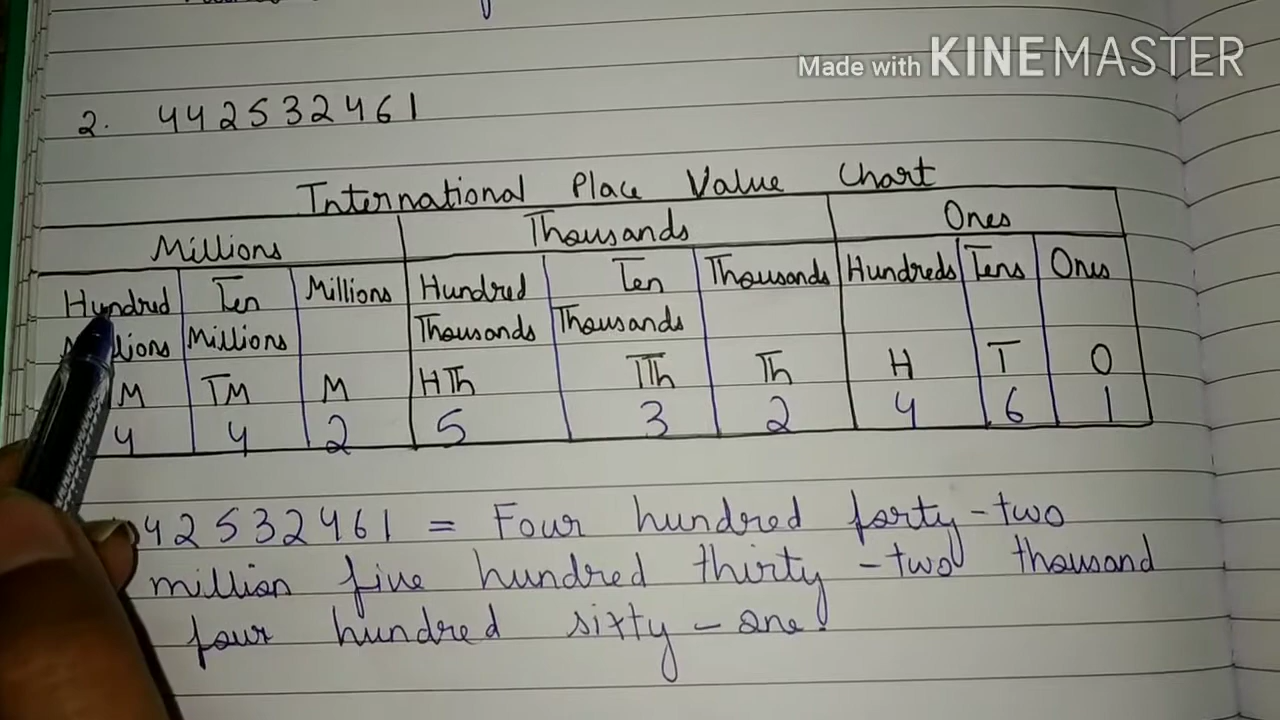 Made with KINEMASTER
2. 442532461
International Place Value Chart
Millions Thousands Ones
Hundred Ten Millions Hundred Ten Thousands Hundreds Tens Ones
Millions Millions Thousands Thousands
M TM M HTh TTh Th H T O
4 4 2 5 3 2 4 6 1
42532461 = Four hundred forty-two
million five hundred thirty-two thousand
four hundred sixty-one.